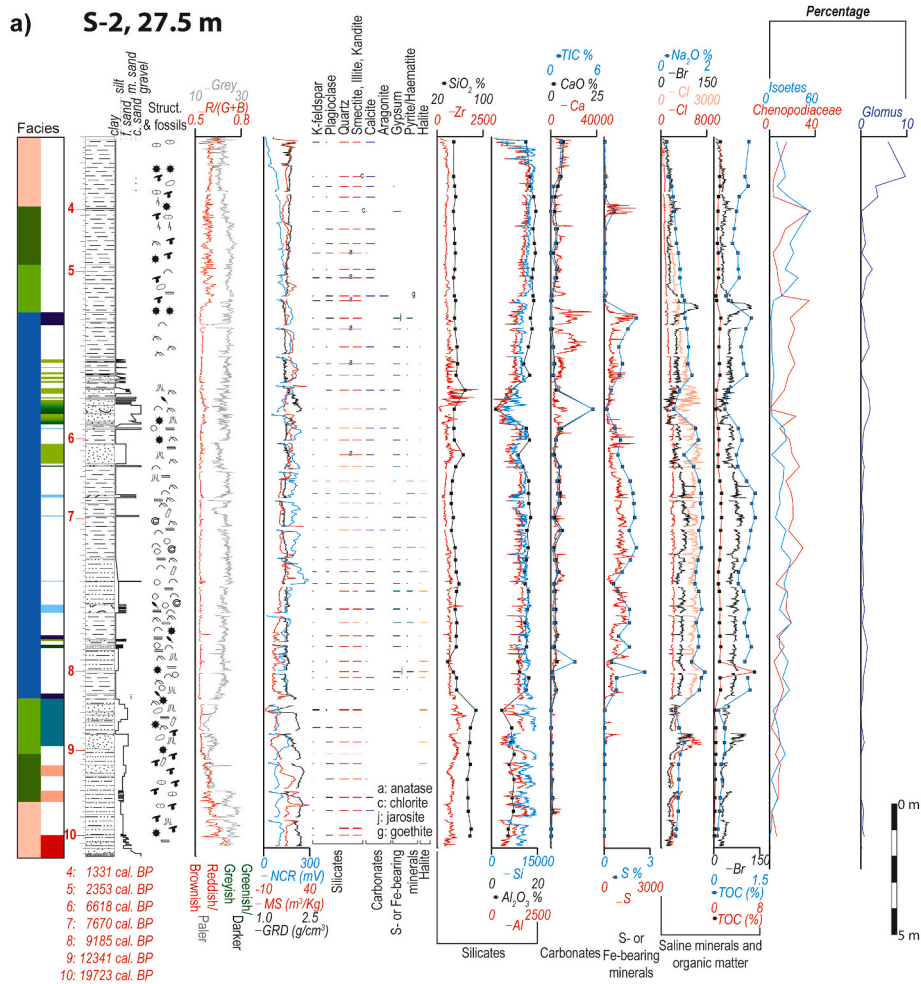 a) S-2, 27.5 m
Percentage
Facies
clay
silt
f. sand
m. sand
c. sand
gravel
Struct.
& fossils
–Grey
10 30
R/(G+B)
0.5 0.8
K-feldspar
Plagioclase
Quartz
Smectite, Illite, Kandite
Calcite
Aragonite
Gypsum
Pyrite/Haematite
Halite
SiO2 %
20 100
–Zr
0 2500
TIC %
0 6
CaO %
0 25
–Ca
0 40000
Na2O %
0 2
–Br
0 150
–Cl
0 3000
–Cl
0 8000
Isoetes
0 60
Chenopodiaceae
0 40
Glomus
0 10
4
5
6
7
8
9
10
c
c
a
a
g
a
j
a
a
a
j
a: anatase
c: chlorite
j: jarosite
g: goethite
0 m
5 m
4: 1331 cal. BP
5: 2353 cal. BP
6: 6618 cal. BP
7: 7670 cal. BP
8: 9185 cal. BP
9: 12341 cal. BP
10: 19723 cal. BP
Brownish
Reddish/
Paler
Greyish
Greenish/
Darker
0 300
–NCR (mV)
-10 40
–MS (m3/Kg)
1.0 2.5
–GRD (g/cm3)
Silicates
Carbonates
S- or Fe-bearing
minerals
Halite
0 15000
–Si
0 20
Al2O3 %
0 2500
–Al
0 3
S %
0 3000
–S
–Br
0 150
0 1.5
TOC (%)
0 8
TOC (%)
Silicates
Carbonates
S- or
Fe-bearing
minerals
Saline minerals and
organic matter